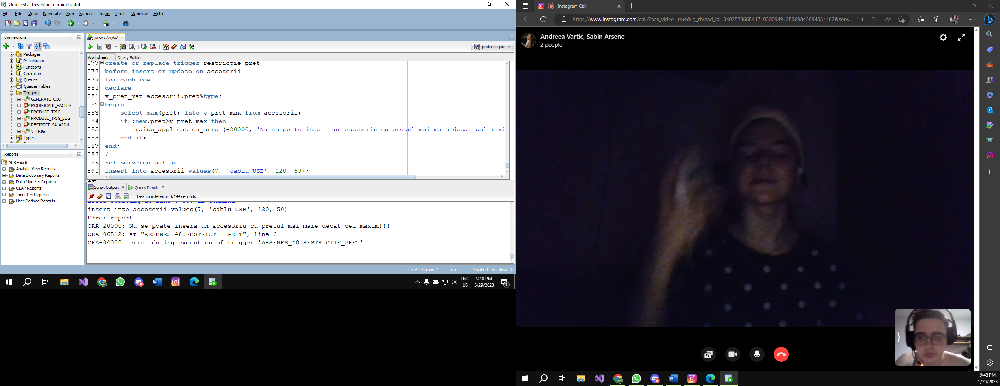 Oracle SQL Developer : proiect sgbd
File Edit View Navigate Run Source Team Tools Window Help
Connections
Packages
Procedures
Functions
Operators
Queues
Queues Tables
Triggers
GENERATE_COD
MODIFICARI_FACUTE
PRODUSE_TRIG
PRODUSE_TRIG_LOG
RESTRICT_SALARIUL
V_TRIG
Types
Reports
All Reports
Analytic View Reports
Data Dictionary Reports
Data Modeler Reports
OLAP Reports
TimesTen Reports
User Defined Reports
proiect sgbd
proiect sgbd
Worksheet Query Builder
577 create or replace trigger restrictie_pret
578 before insert or update on accesorii
579 for each row
580 declare
581 v_pret_max accesorii.pret%type;
582 begin
583 select max(pret) into v_pret_max from accesorii;
584 if :new.pret>v_pret_max then
585 raise_application_error(-20000, 'Nu se poate insera un accesoriu cu pretul mai mare decat cel maxi
586 end if;
587 end;
588 /
589 set serveroutput on
590 insert into accesorii values(7, 'cablu USB', 120, 50);
Script Output x Query Result x
Task completed in 0.194 seconds
Error starting at line : 590 in command
insert into accesorii values(7, 'cablu USB', 120, 50)
Error report -
ORA-20000: Nu se poate insera un accesoriu cu pretul mai mare decat cel maxim!!!
ORA-06512: at "ARSENES_48.RESTRICTIE_PRET", line 6
ORA-04088: error during execution of trigger 'ARSENES_48.RESTRICTIE_PRET'
Line 591 Column 1 | Insert | Modified | Windows: CF
ENG
US
9:48 PM
5/29/2023
1
Instagram Call
https://www.instagram.com/call/?has_video=true&ig_thread_id=340282366841710300949128369845094334462&serv...
Andreea Vartic, Sabin Arsene
2 people
9:48 PM
5/29/2023